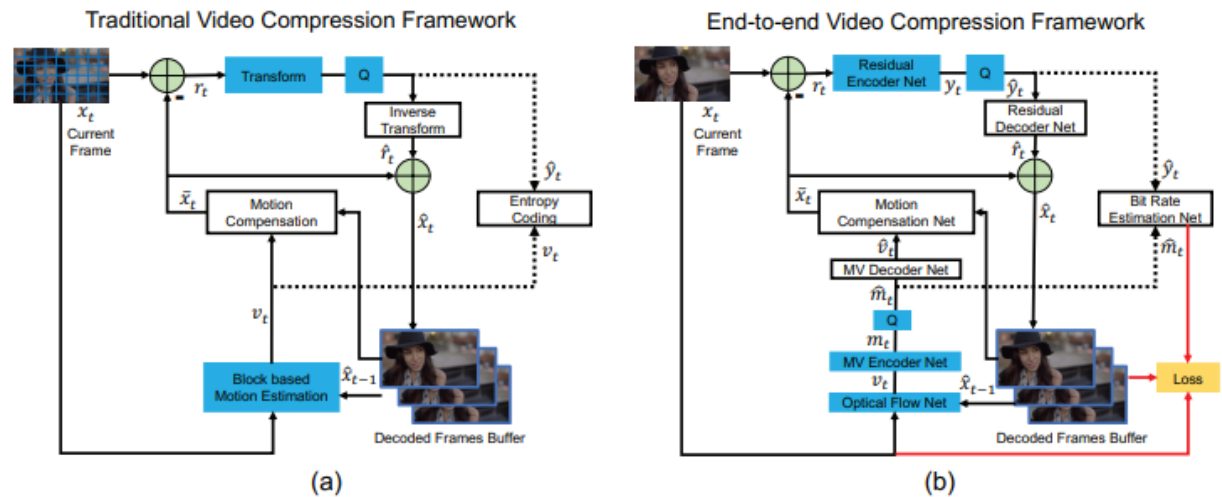 Traditional Video Compression Framework
x_t
Current
Frame
r_t
Transform
Q
Inverse
Transform
r̂_t
ŷ_t
x̄_t
Motion
Compensation
x̂_t
Entropy
Coding
v_t
v_t
Block based
Motion Estimation
x̂_{t−1}
Decoded Frames Buffer
(a)
End-to-end Video Compression Framework
x_t
Current
Frame
r_t
Residual
Encoder Net
y_t
Q
ŷ_t
Residual
Decoder Net
r̂_t
ŷ_t
x̄_t
Motion
Compensation Net
x̂_t
Bit Rate
Estimation Net
v̂_t
m̂_t
MV Decoder Net
m̂_t
Q
m_t
MV Encoder Net
v_t
x̂_{t−1}
Optical Flow Net
Loss
Decoded Frames Buffer
(b)